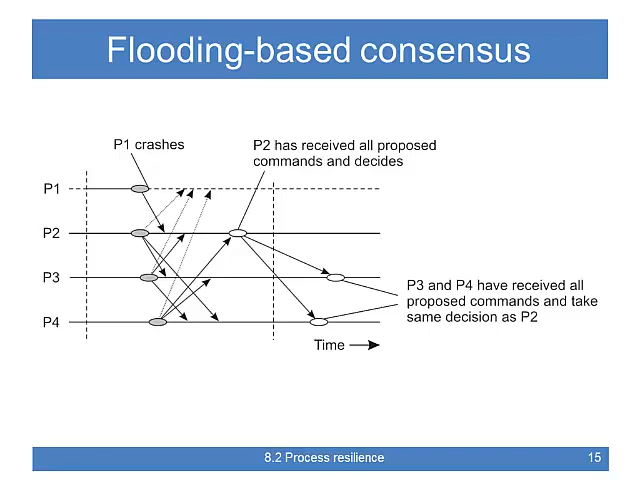 Flooding-based consensus
P1 crashes
P2 has received all proposed
commands and decides
P1
P2
P3
P4
P3 and P4 have received all
proposed commands and take
same decision as P2
Time
8.2 Process resilience
15